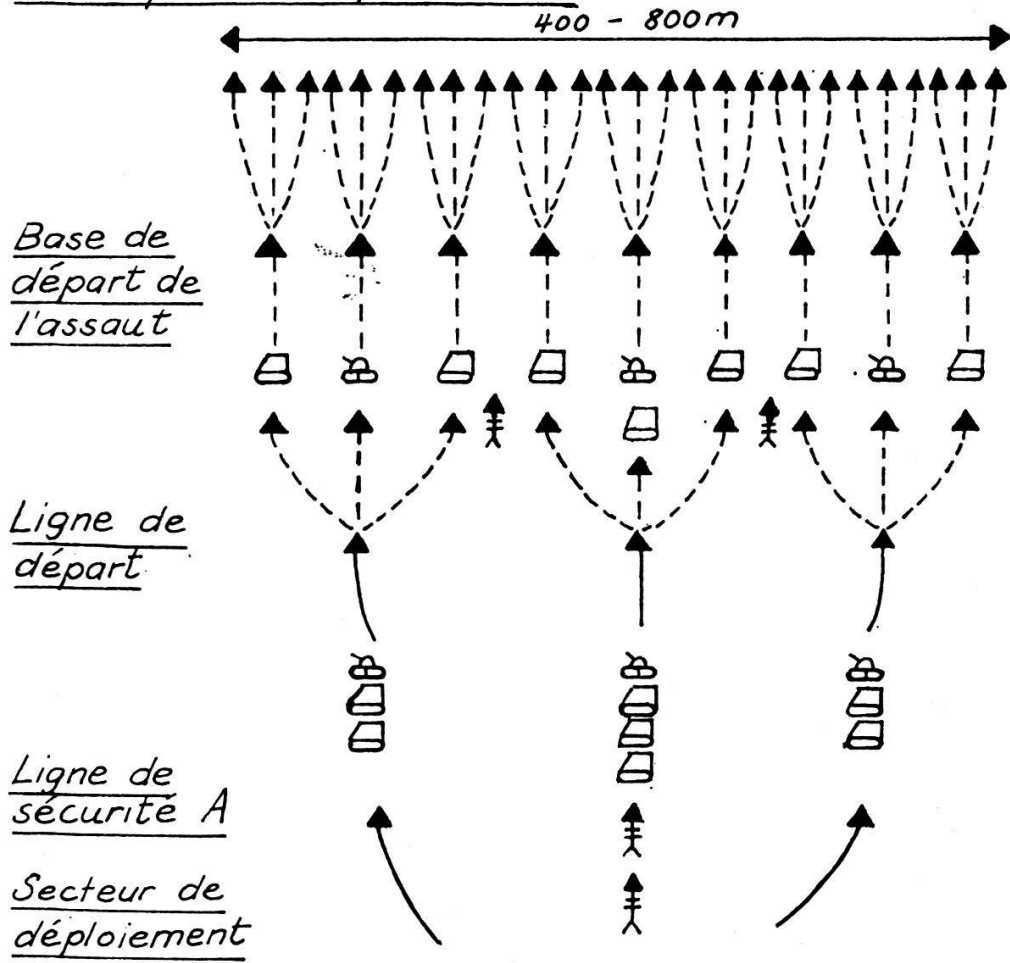 400 - 800m
Base de
départ de
l'assaut
Ligne de
départ
Ligne de
sécurité A
Secteur de
déploiement